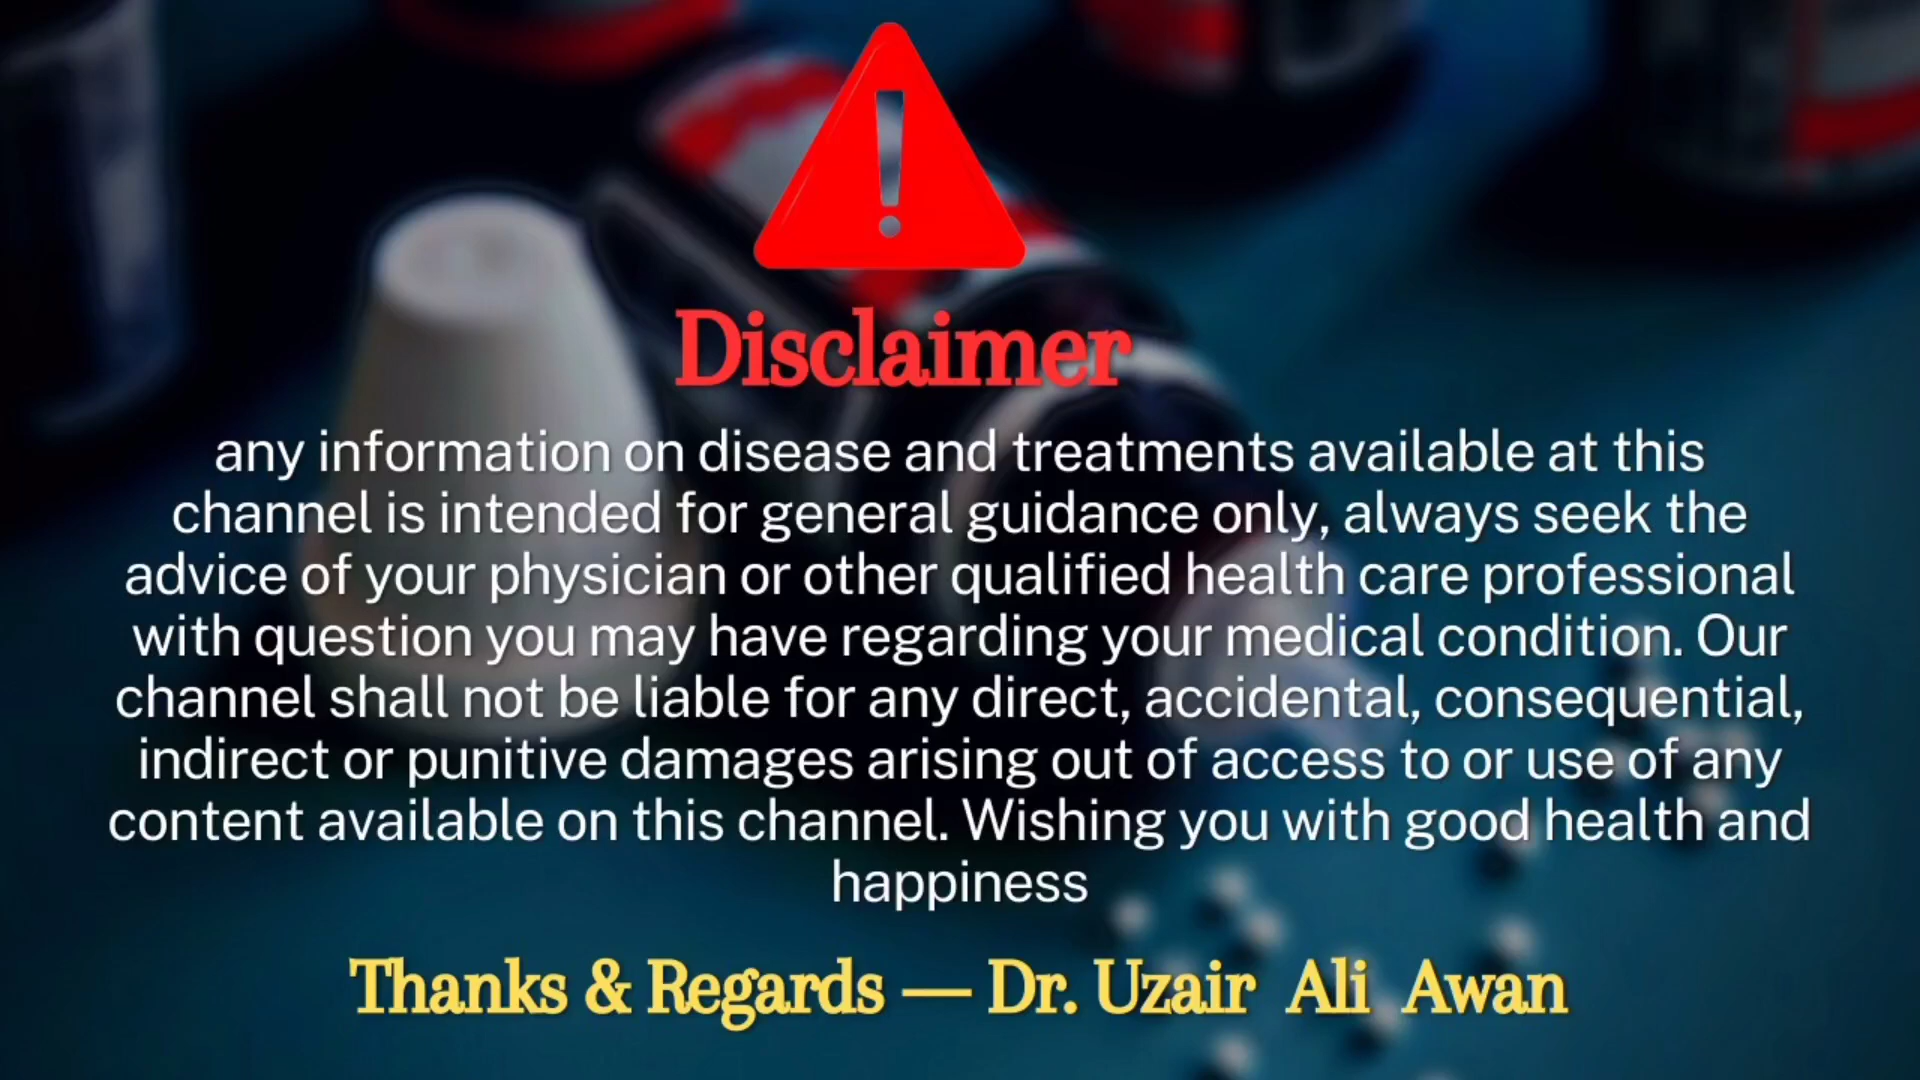 Disclaimer
any information on disease and treatments available at this
channel is intended for general guidance only, always seek the
advice of your physician or other qualified health care professional
with question you may have regarding your medical condition. Our
channel shall not be liable for any direct, accidental, consequential,
indirect or punitive damages arising out of access to or use of any
content available on this channel. Wishing you with good health and
happiness
Thanks & Regards — Dr. Uzair Ali Awan